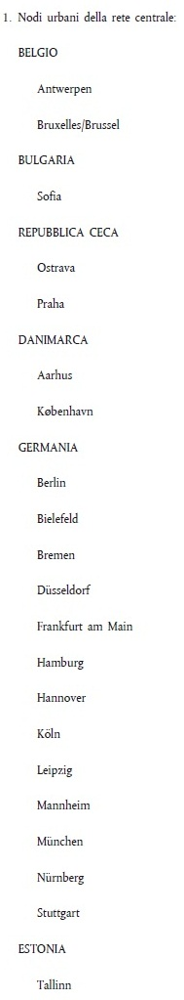 1. Nodi urbani della rete centrale:
BELGIO
Antwerpen
Bruxelles/Brussel
BULGARIA
Sofia
REPUBBLICA CECA
Ostrava
Praha
DANIMARCA
Aarhus
København
GERMANIA
Berlin
Bielefeld
Bremen
Düsseldorf
Frankfurt am Main
Hamburg
Hannover
Köln
Leipzig
Mannheim
München
Nürnberg
Stuttgart
ESTONIA
Tallinn